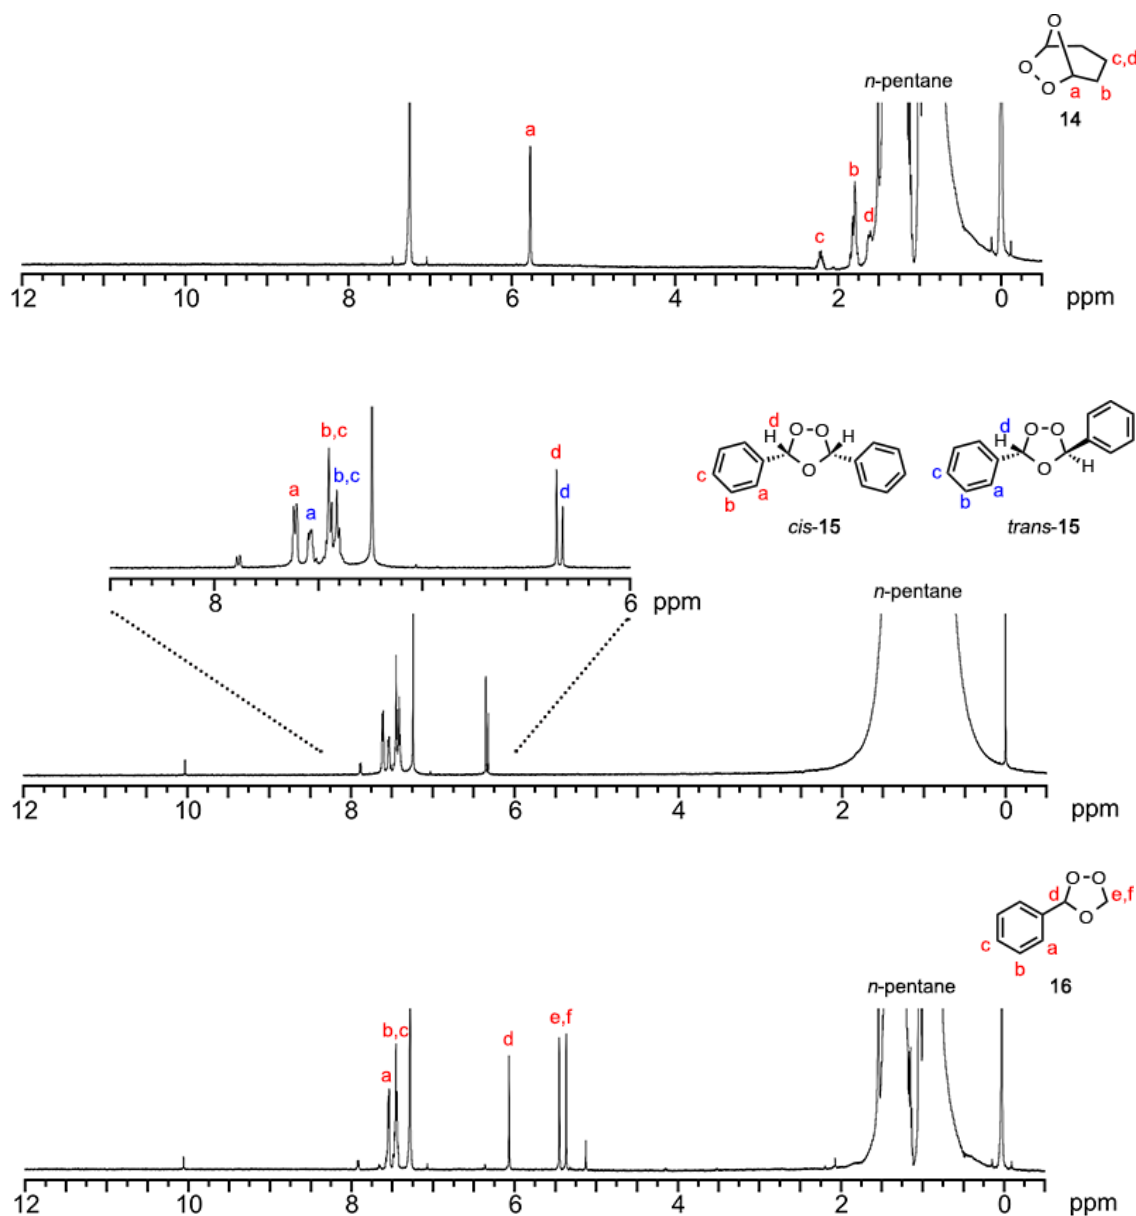 O
O
O
c,d
b
a
14
n-pentane
a
b
d
c
12 10 8 6 4 2 0 ppm
b,c
b,c
a
a
d
d
8 6 ppm
d
H O-O H
O
c
b
a
cis-15
d
H O-O
O H
c
b
a
trans-15
n-pentane
12 10 8 6 4 2 0 ppm
d O-O e,f
O
c
b
a
16
n-pentane
b,c
a
d
e,f
12 10 8 6 4 2 0 ppm